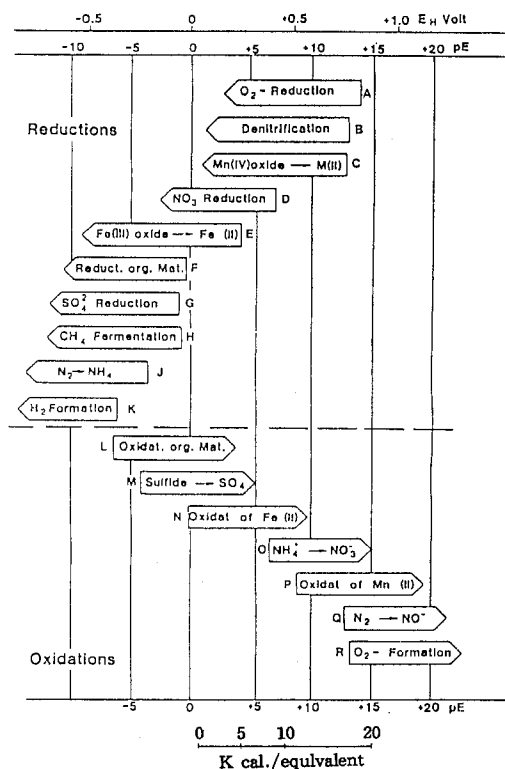 -0.5 0 +0.5 +1.0 E_H Volt
-10 -5 0 +5 +10 +15 +20 pE
O₂ - Reduction A
Reductions
Denitrification B
Mn(IV)oxide — M(II) C
NO₃ Reduction D
Fe(III) oxide → Fe (II) E
Reduct. org. Mat. F
SO₄² Reduction G
CH₄ Fermentation H
N₂ → NH₄ J
H₂ Formation K
L Oxidat. org. Mat.
M Sulfide → SO₄
N Oxidat of Fe (II)
O NH₄⁺ → NO₃⁻
P Oxidat of Mn (II)
Q N₂ → NO⁻
R O₂ - Formation
Oxidations
-5 0 +5 +10 +15 +20 pE
0 5 10 20
K cal./equlvalent